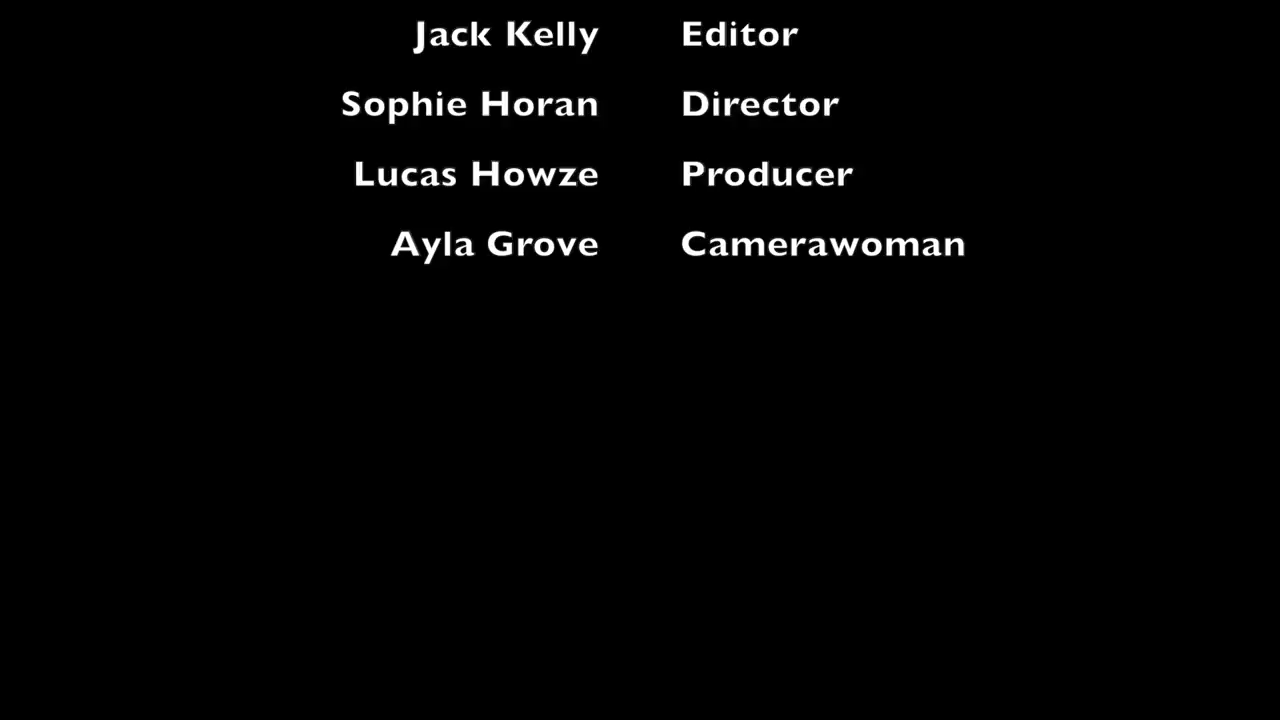 Jack Kelly Editor
Sophie Horan Director
Lucas Howze Producer
Ayla Grove Camerawoman